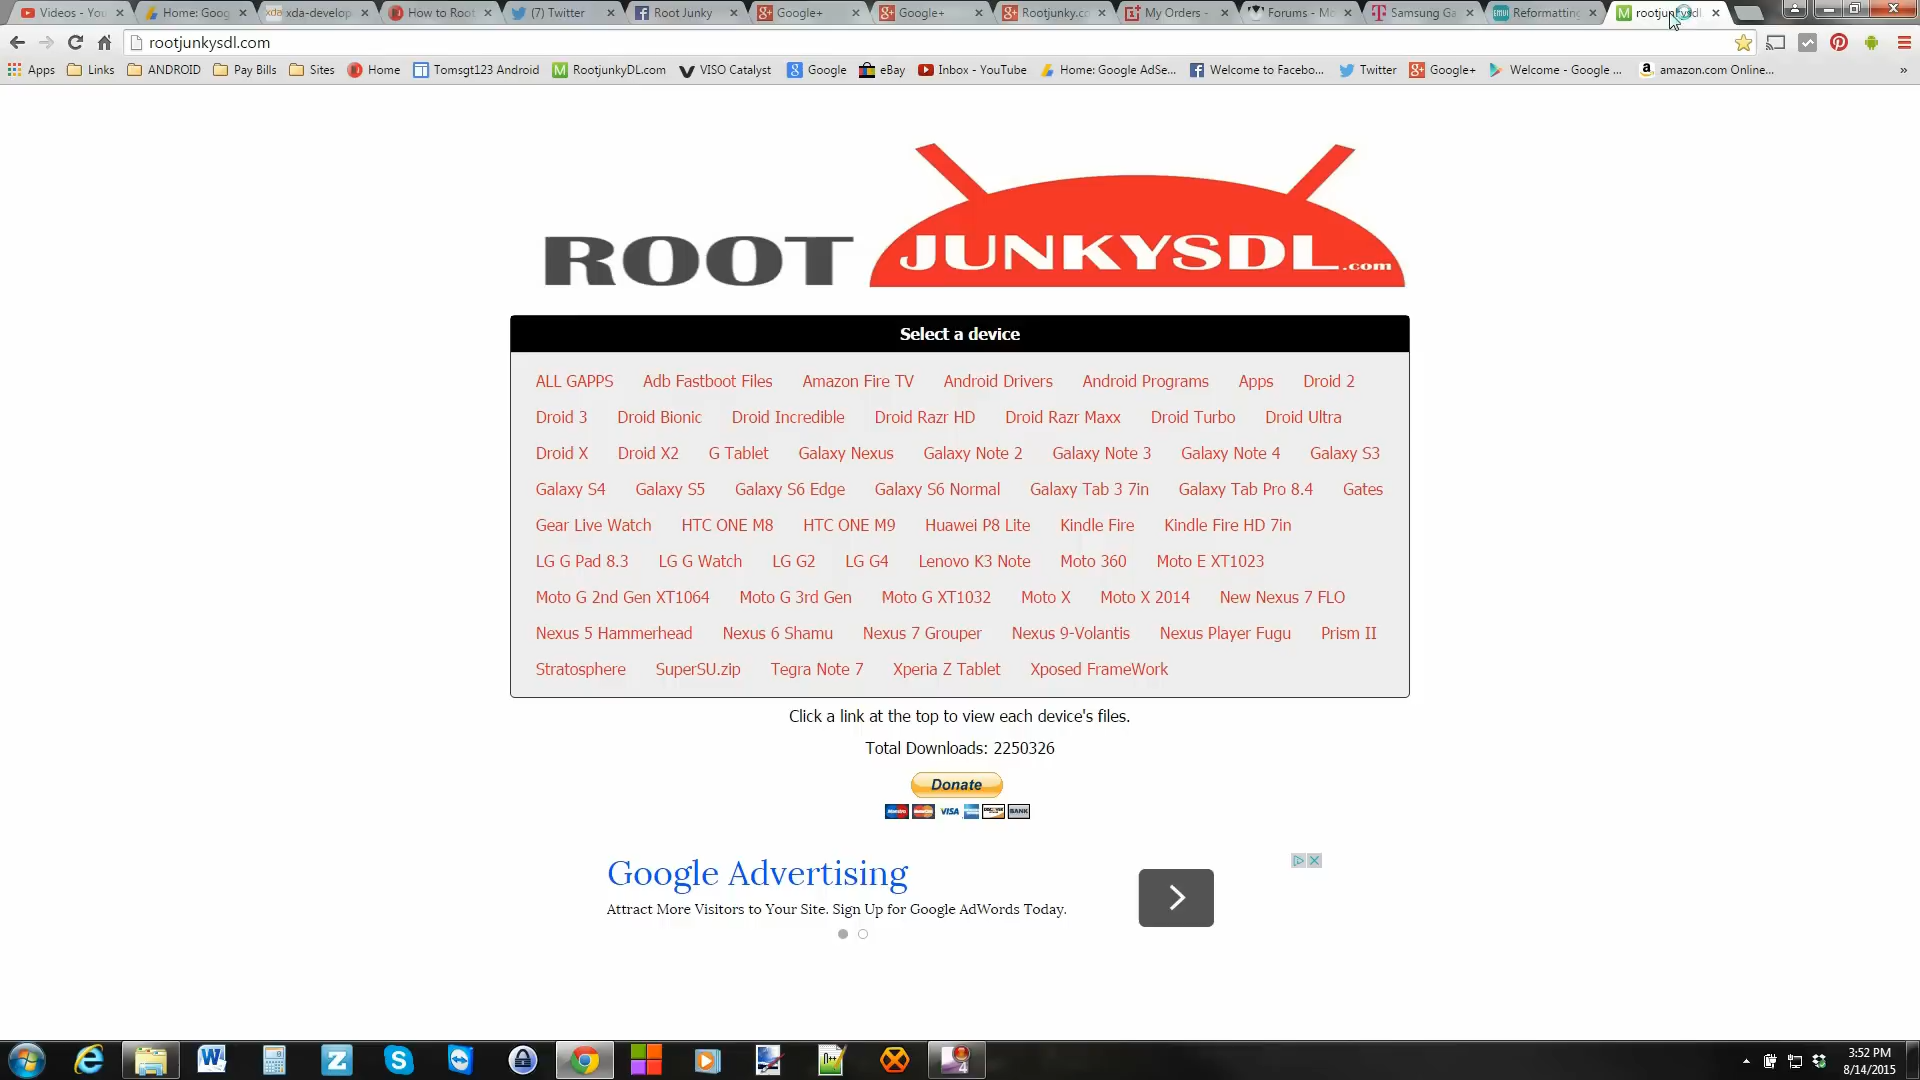 Videos - You
Home: Goog
xda xda-develop
How to Root
(7) Twitter
Root Junky
Google+
Google+
Rootjunky.co
My Orders -
Forums - Mo
Samsung Ga
Reformatting
rootjunkysdl
rootjunkysdl.com
Apps Links ANDROID Pay Bills Sites Home Tomsgt123 Android RootjunkyDL.com VISO Catalyst Google eBay Inbox - YouTube Home: Google AdSe... Welcome to Facebo... Twitter Google+ Welcome - Google ... amazon.com Online... »
ROOT JUNKYSDL.com
Select a device
ALL GAPPS Adb Fastboot Files Amazon Fire TV Android Drivers Android Programs Apps Droid 2
Droid 3 Droid Bionic Droid Incredible Droid Razr HD Droid Razr Maxx Droid Turbo Droid Ultra
Droid X Droid X2 G Tablet Galaxy Nexus Galaxy Note 2 Galaxy Note 3 Galaxy Note 4 Galaxy S3
Galaxy S4 Galaxy S5 Galaxy S6 Edge Galaxy S6 Normal Galaxy Tab 3 7in Galaxy Tab Pro 8.4 Gates
Gear Live Watch HTC ONE M8 HTC ONE M9 Huawei P8 Lite Kindle Fire Kindle Fire HD 7in
LG G Pad 8.3 LG G Watch LG G2 LG G4 Lenovo K3 Note Moto 360 Moto E XT1023
Moto G 2nd Gen XT1064 Moto G 3rd Gen Moto G XT1032 Moto X Moto X 2014 New Nexus 7 FLO
Nexus 5 Hammerhead Nexus 6 Shamu Nexus 7 Grouper Nexus 9-Volantis Nexus Player Fugu Prism II
Stratosphere SuperSU.zip Tegra Note 7 Xperia Z Tablet Xposed FrameWork
Click a link at the top to view each device's files.
Total Downloads: 2250326
Donate
VISA
BANK
Google Advertising
Attract More Visitors to Your Site. Sign Up for Google AdWords Today.
3:52 PM
8/14/2015